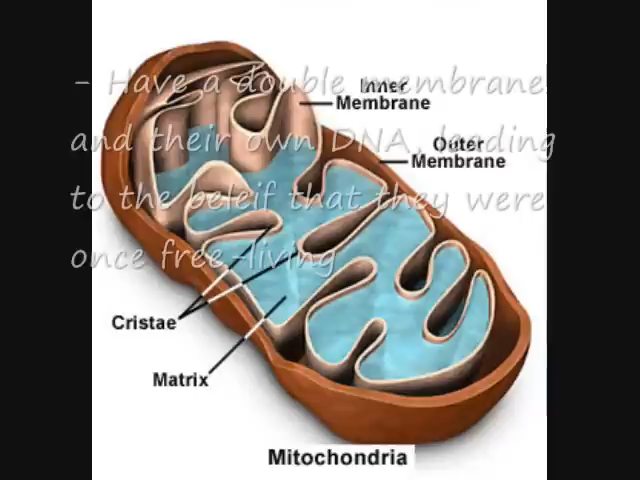 - Have a double membrane
and their own DNA, leading
to the beleif that they were
once free-living
Inner
Membrane
Outer
Membrane
Cristae
Matrix
Mitochondria